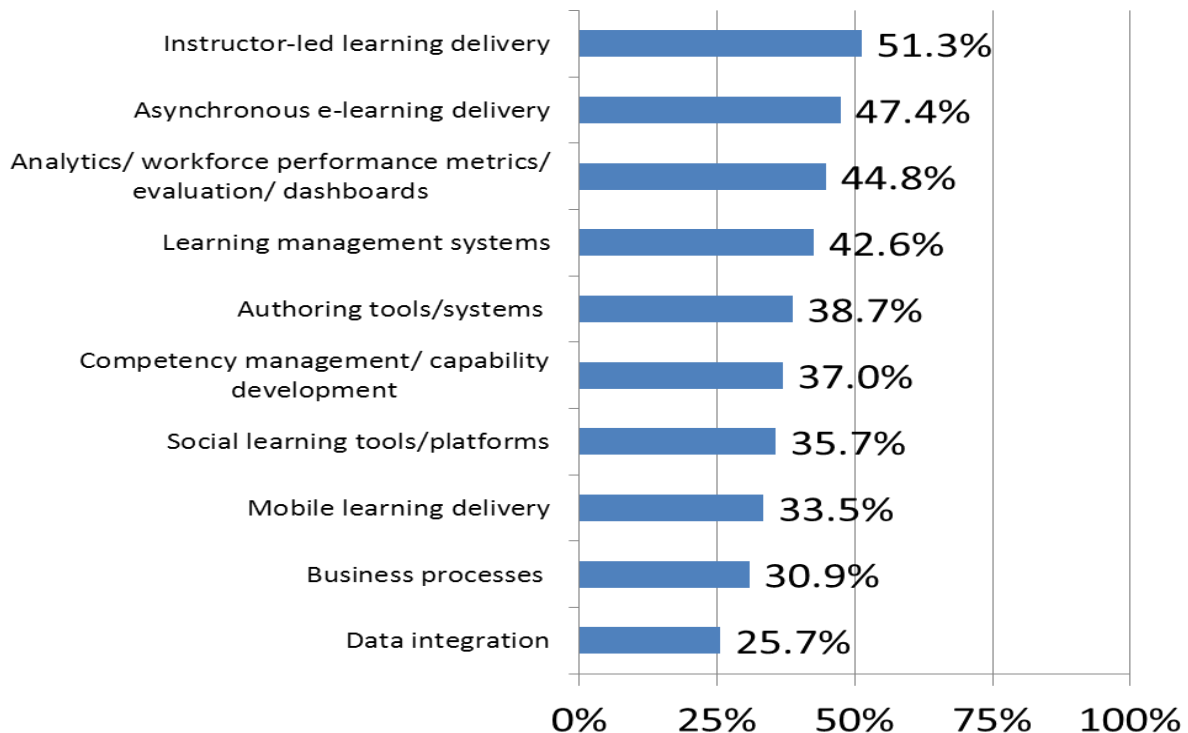 Instructor-led learning delivery 51.3%
Asynchronous e-learning delivery 47.4%
Analytics/ workforce performance metrics/
evaluation/ dashboards 44.8%
Learning management systems 42.6%
Authoring tools/systems 38.7%
Competency management/ capability
development 37.0%
Social learning tools/platforms 35.7%
Mobile learning delivery 33.5%
Business processes 30.9%
Data integration 25.7%
0% 25% 50% 75% 100%